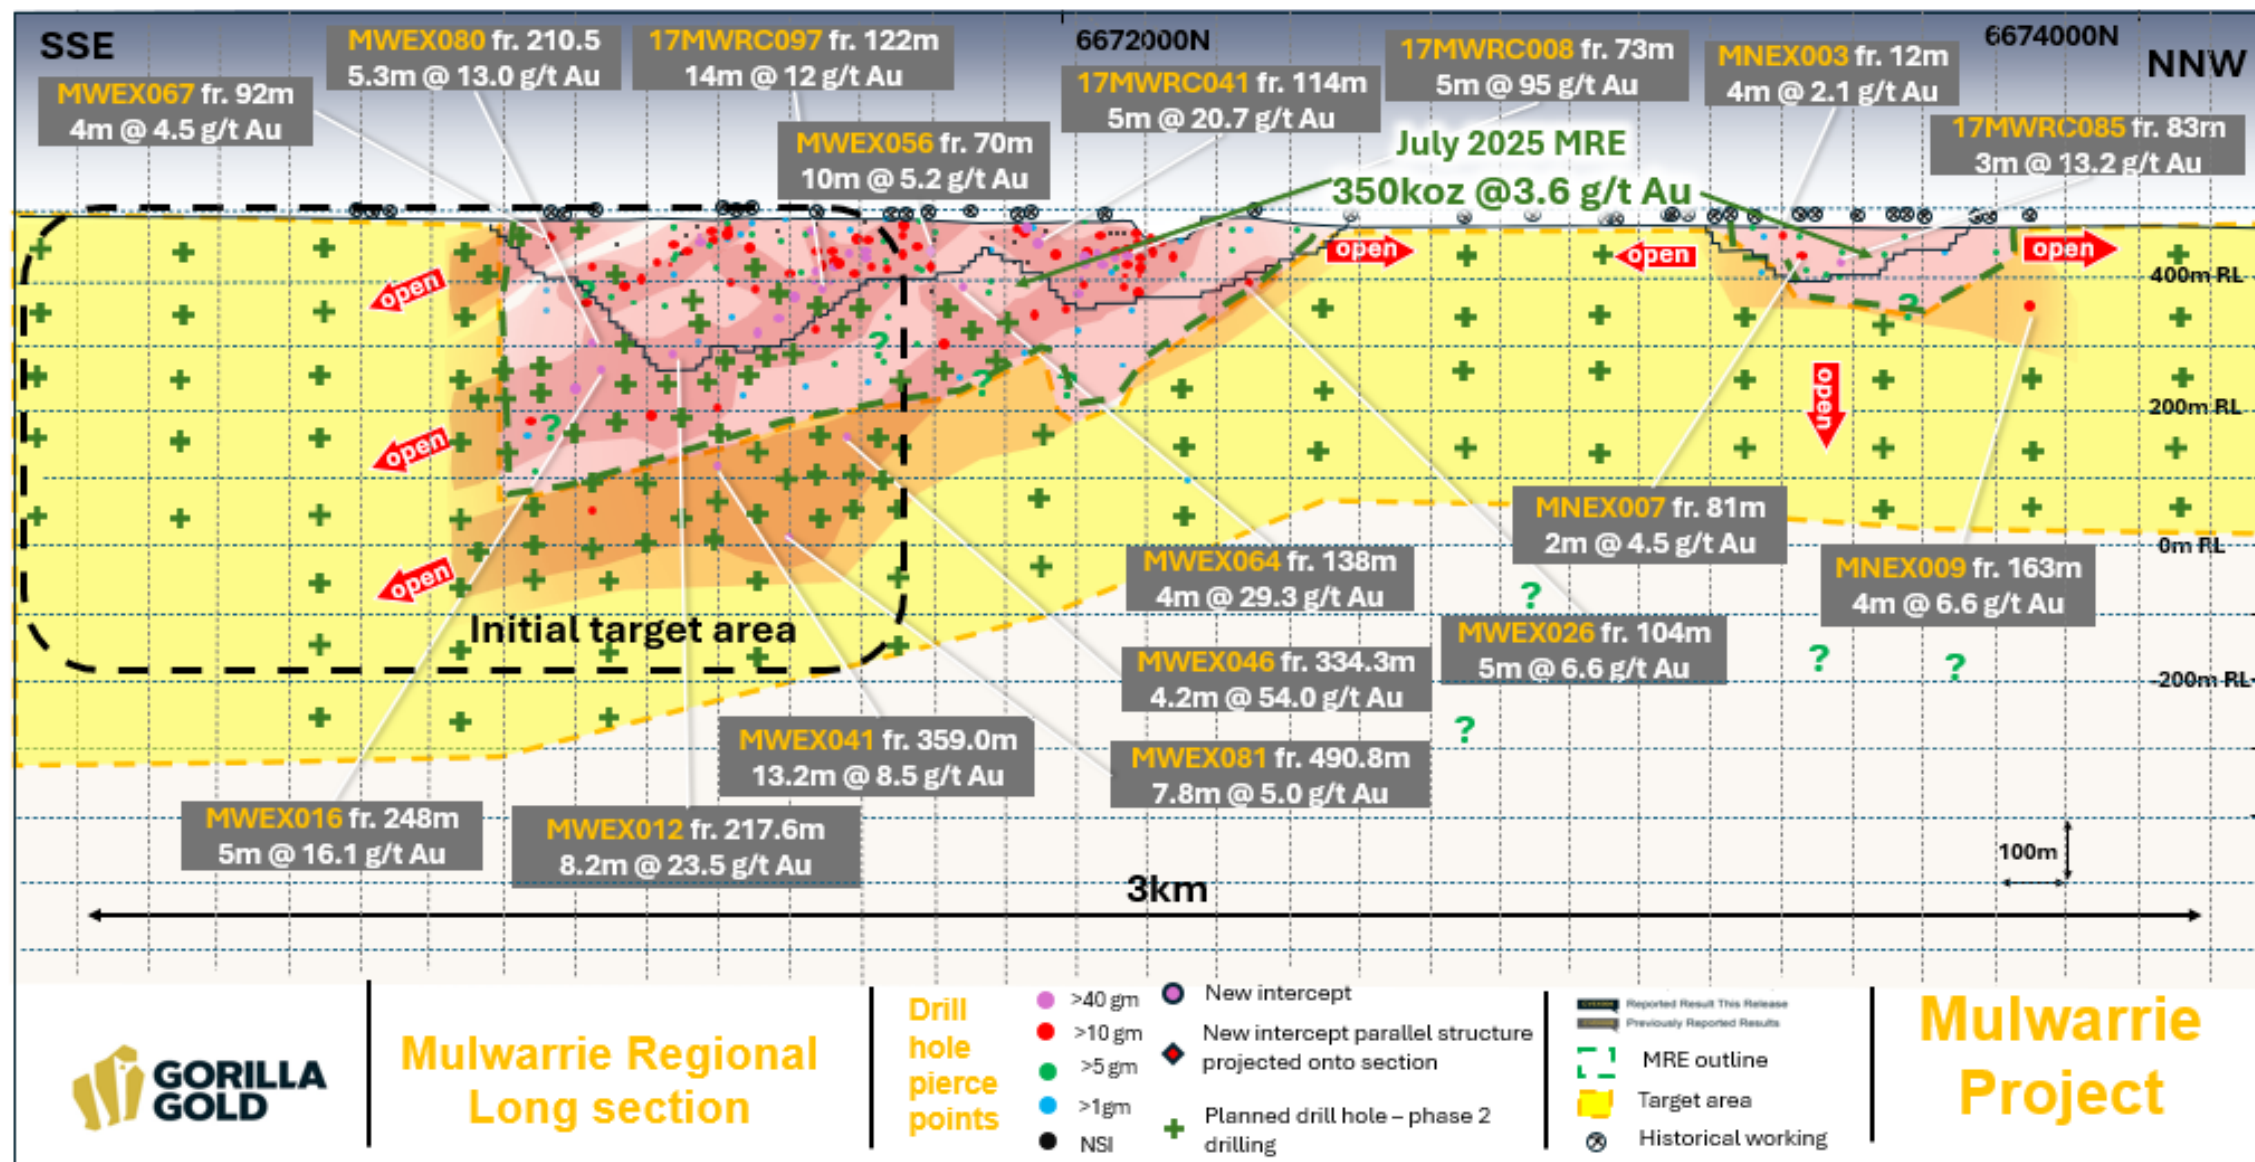 SSE
MWEX080 fr. 210.5
5.3m @ 13.0 g/t Au
17MWRC097 fr. 122m
14m @ 12 g/t Au
6672000N
17MWRC008 fr. 73m
5m @ 95 g/t Au
MNEX003 fr. 12m
4m @ 2.1 g/t Au
6674000N
NNW
MWEX067 fr. 92m
4m @ 4.5 g/t Au
17MWRC041 fr. 114m
5m @ 20.7 g/t Au
17MWRC085 fr. 83m
3m @ 13.2 g/t Au
MWEX056 fr. 70m
10m @ 5.2 g/t Au
July 2025 MRE
350koz @3.6 g/t Au
open
open
open
open
400m RL
?
?
?
?
?
open
200m RL
open
open
0m RL
MNEX007 fr. 81m
2m @ 4.5 g/t Au
MWEX064 fr. 138m
4m @ 29.3 g/t Au
MNEX009 fr. 163m
4m @ 6.6 g/t Au
?
Initial target area
MWEX026 fr. 104m
5m @ 6.6 g/t Au
?
?
MWEX046 fr. 334.3m
4.2m @ 54.0 g/t Au
-200m RL
?
MWEX041 fr. 359.0m
13.2m @ 8.5 g/t Au
MWEX081 fr. 490.8m
7.8m @ 5.0 g/t Au
MWEX016 fr. 248m
5m @ 16.1 g/t Au
MWEX012 fr. 217.6m
8.2m @ 23.5 g/t Au
100m
3km
GORILLA
GOLD
Mulwarrie Regional
Long section
Drill
hole
pierce
points
>40 gm
>10 gm
>5 gm
>1gm
NSI
New intercept
New intercept parallel structure
projected onto section
Planned drill hole – phase 2
drilling
Reported Result This Release
Previously Reported Results
MRE outline
Target area
Historical working
Mulwarrie
Project